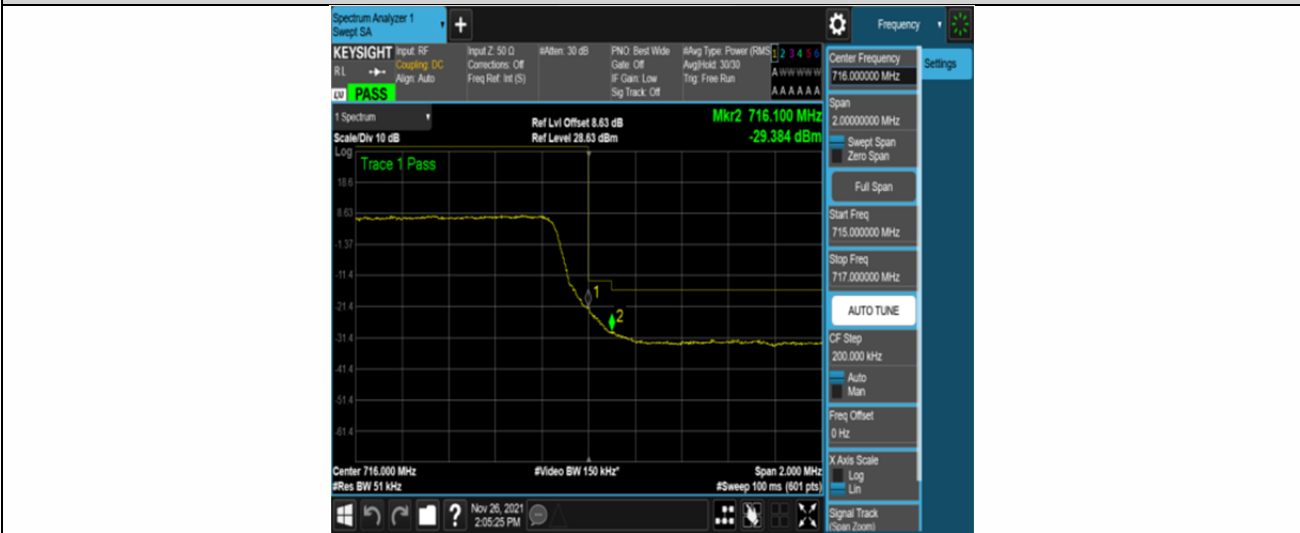 Spectrum Analyzer 1
Swept SA
+
Frequency
KEYSIGHT
RL
PASS
Input: RF
Coupling: DC
Align: Auto
Input Z: 50 Ω
Corrections: Off
Freq Ref: Int (S)
#Atten: 30 dB
PNO: Best Wide
Gate: Off
IF Gain: Low
Sig Track: Off
#Avg Type: Power (RMS
Avg|Hold: 30/30
Trig: Free Run
1 2 3 4 5 6
A W W W W W
A A A A A A
Settings
1 Spectrum
Scale/Div 10 dB
Ref Lvl Offset 8.63 dB
Ref Level 28.63 dBm
Mkr2 716.100 MHz
-29.384 dBm
Log
Trace 1 Pass
18.6
8.63
-1.37
-11.4
-21.4
-31.4
-41.4
-51.4
-61.4
1
2
Center 716.000 MHz
#Res BW 51 kHz
#Video BW 150 kHz*
Span 2.000 MHz
#Sweep 100 ms (601 pts)
Center Frequency
716.000000 MHz
Span
2.00000000 MHz
Swept Span
Zero Span
Full Span
Start Freq
715.000000 MHz
Stop Freq
717.000000 MHz
AUTO TUNE
CF Step
200.000 kHz
Auto
Man
Freq Offset
0 Hz
X Axis Scale
Log
Lin
Signal Track
(Span Zoom)
?
Nov 26, 2021
2:05:25 PM